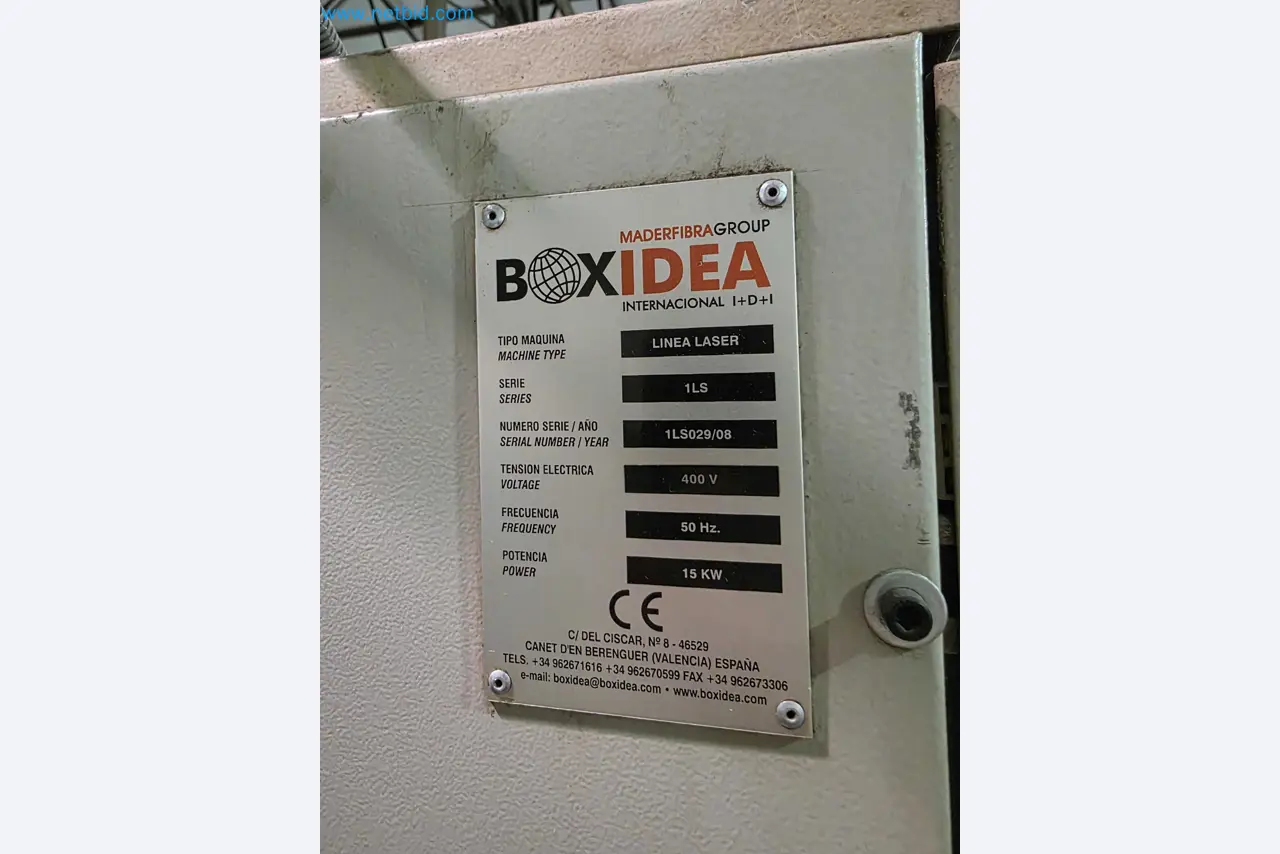 www.netbid.com
MADERFIBRAGROUP
BOXIDEA
INTERNACIONAL I+D+I
TIPO MAQUINA
MACHINE TYPE
LINEA LASER
SERIE
SERIES
1LS
NUMERO SERIE / AÑO
SERIAL NUMBER / YEAR
1LS029/08
TENSION ELECTRICA
VOLTAGE
400 V
FRECUENCIA
FREQUENCY
50 Hz.
POTENCIA
POWER
15 KW
CE
C/ DEL CISCAR, Nº 8 - 46529
CANET D'EN BERENGUER (VALENCIA) ESPAÑA
TELS. +34 962671616 +34 962670599 FAX +34 962673306
e-mail: boxidea@boxidea.com • www.boxidea.com